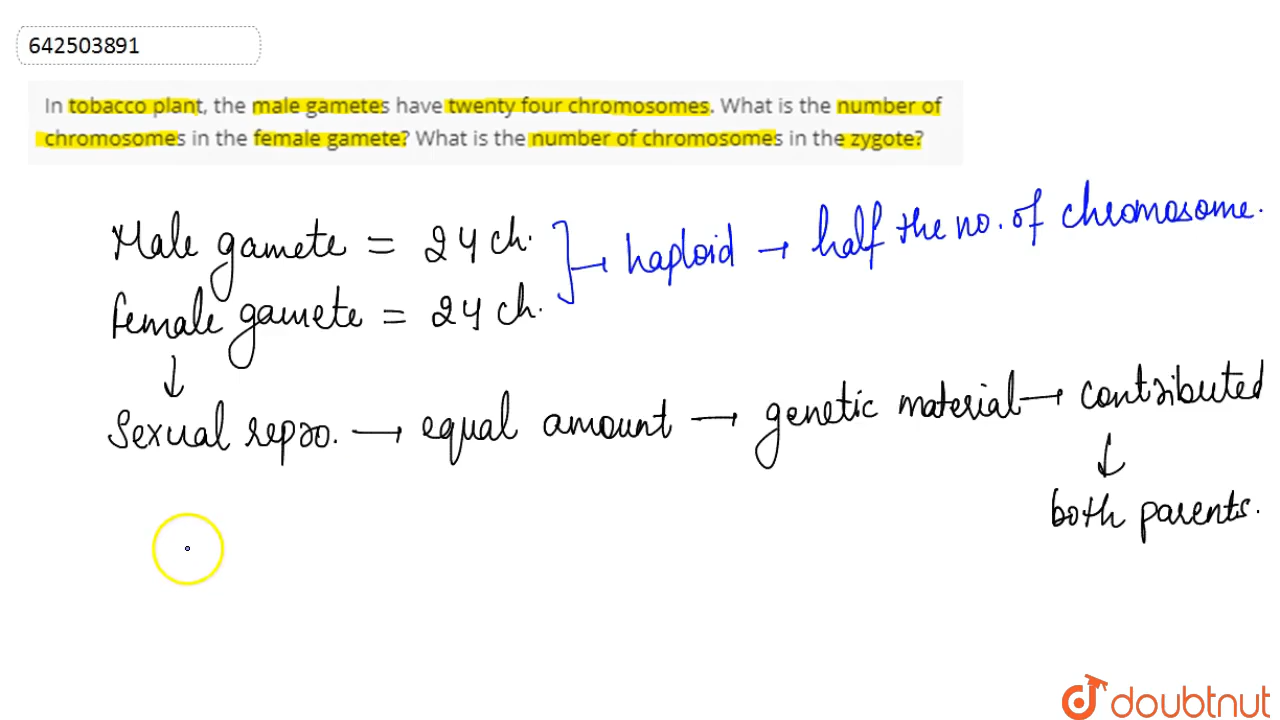 642503891
In tobacco plant, the male gametes have twenty four chromosomes. What is the number of
chromosomes in the female gamete? What is the number of chromosomes in the zygote?
Male gamete = 24 ch. ] → haploid → half the no. of chromosome.
female gamete = 24 ch.
↓
Sexual repro. → equal amount → genetic material → contributed
↓
both parents.
doubtnut